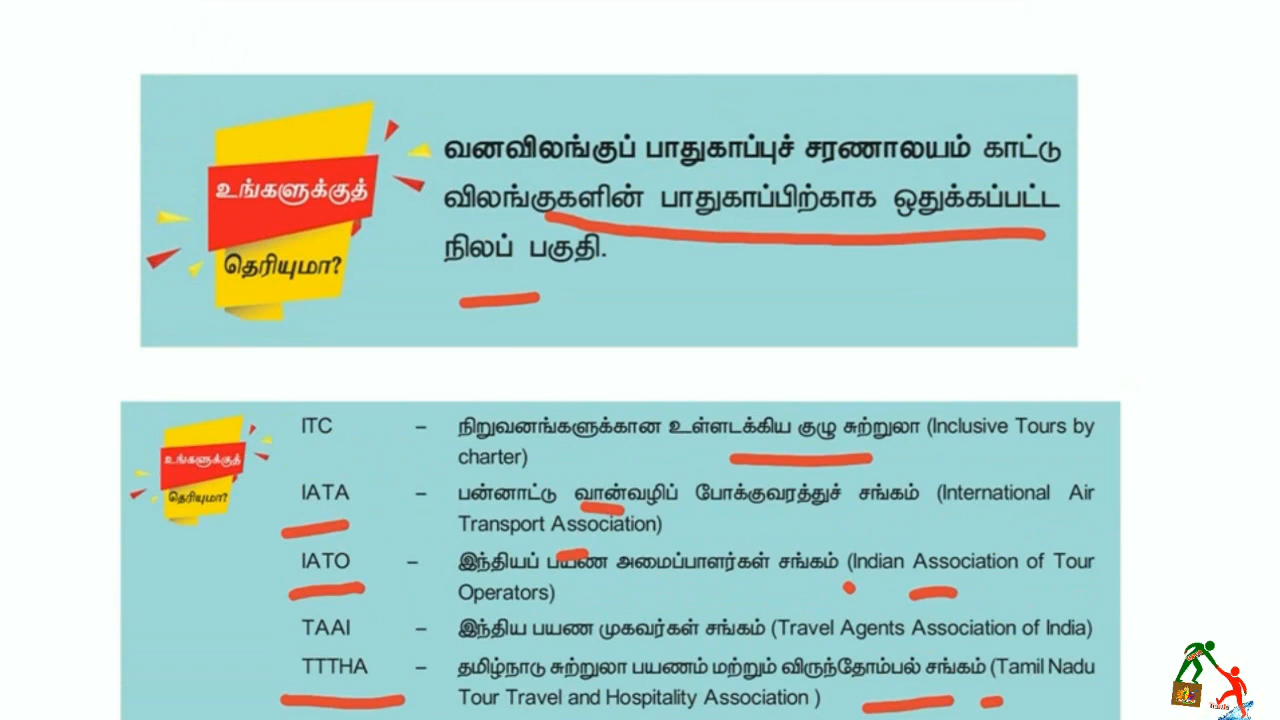 உங்களுக்குத்
தெரியுமா?
வனவிலங்குப் பாதுகாப்புச் சரணாலயம் காட்டு
விலங்குகளின் பாதுகாப்பிற்காக ஒதுக்கப்பட்ட
நிலப் பகுதி.
உங்களுக்குத்
தெரியுமா?
ITC – நிறுவனங்களுக்கான உள்ளடக்கிய குழு சுற்றுலா (Inclusive Tours by
charter)
IATA – பன்னாட்டு வான்வழிப் போக்குவரத்துச் சங்கம் (International Air
Transport Association)
IATO – இந்தியப் பயண அமைப்பாளர்கள் சங்கம் (Indian Association of Tour
Operators)
TAAI – இந்திய பயண முகவர்கள் சங்கம் (Travel Agents Association of India)
TTTHA – தமிழ்நாடு சுற்றுலா பயணம் மற்றும் விருந்தோம்பல் சங்கம் (Tamil Nadu
Tour Travel and Hospitality Association )